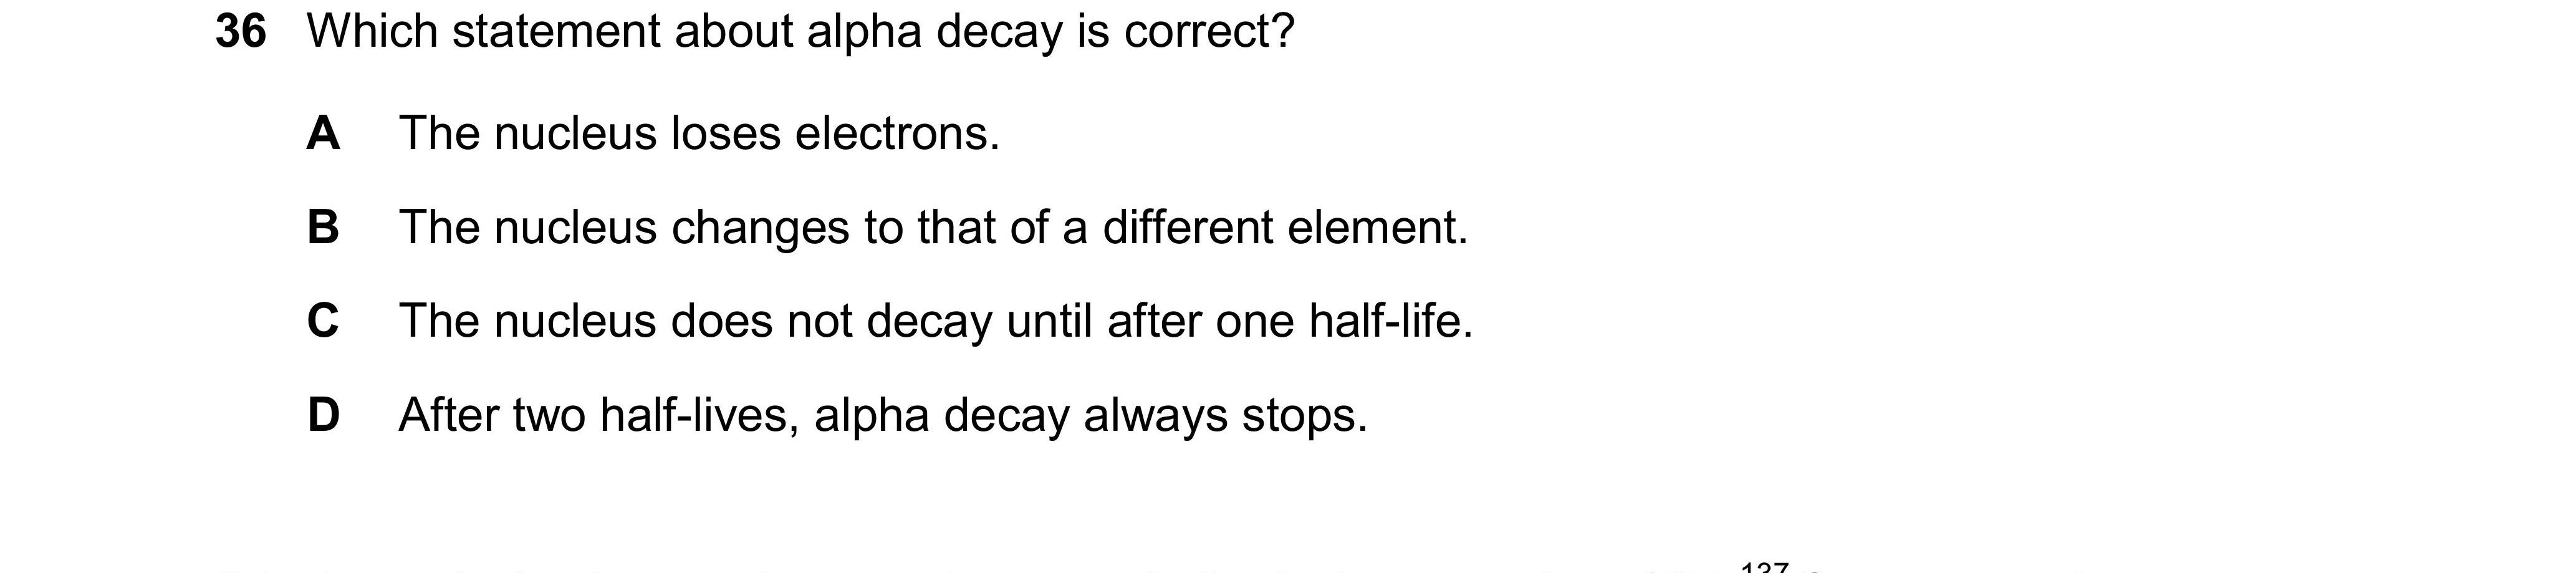 36 Which statement about alpha decay is correct?
A The nucleus loses electrons.
B The nucleus changes to that of a different element.
C The nucleus does not decay until after one half-life.
D After two half-lives, alpha decay always stops.
137